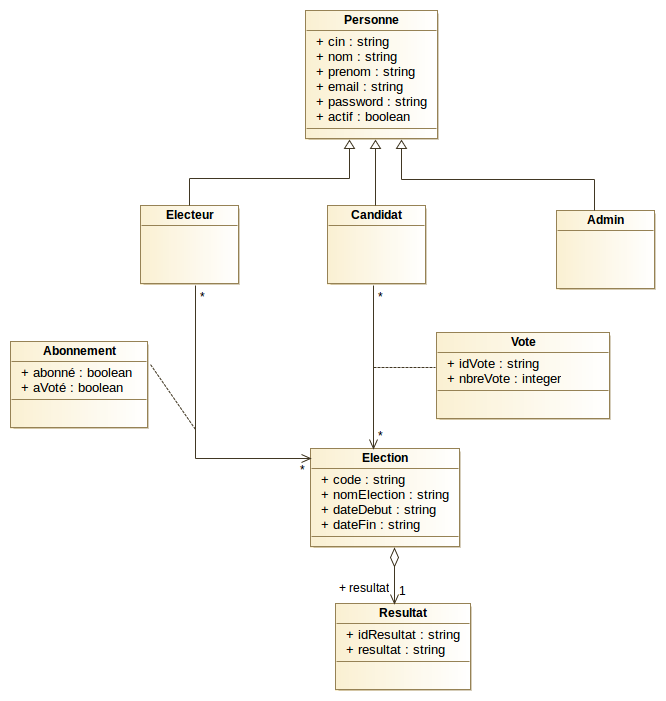 Personne
+ cin : string
+ nom : string
+ prenom : string
+ email : string
+ password : string
+ actif : boolean
Electeur
Candidat
Admin
*
*
Abonnement
+ abonné : boolean
+ aVoté : boolean
Vote
+ idVote : string
+ nbreVote : integer
*
*
Election
+ code : string
+ nomElection : string
+ dateDebut : string
+ dateFin : string
+ resultat
1
Resultat
+ idResultat : string
+ resultat : string